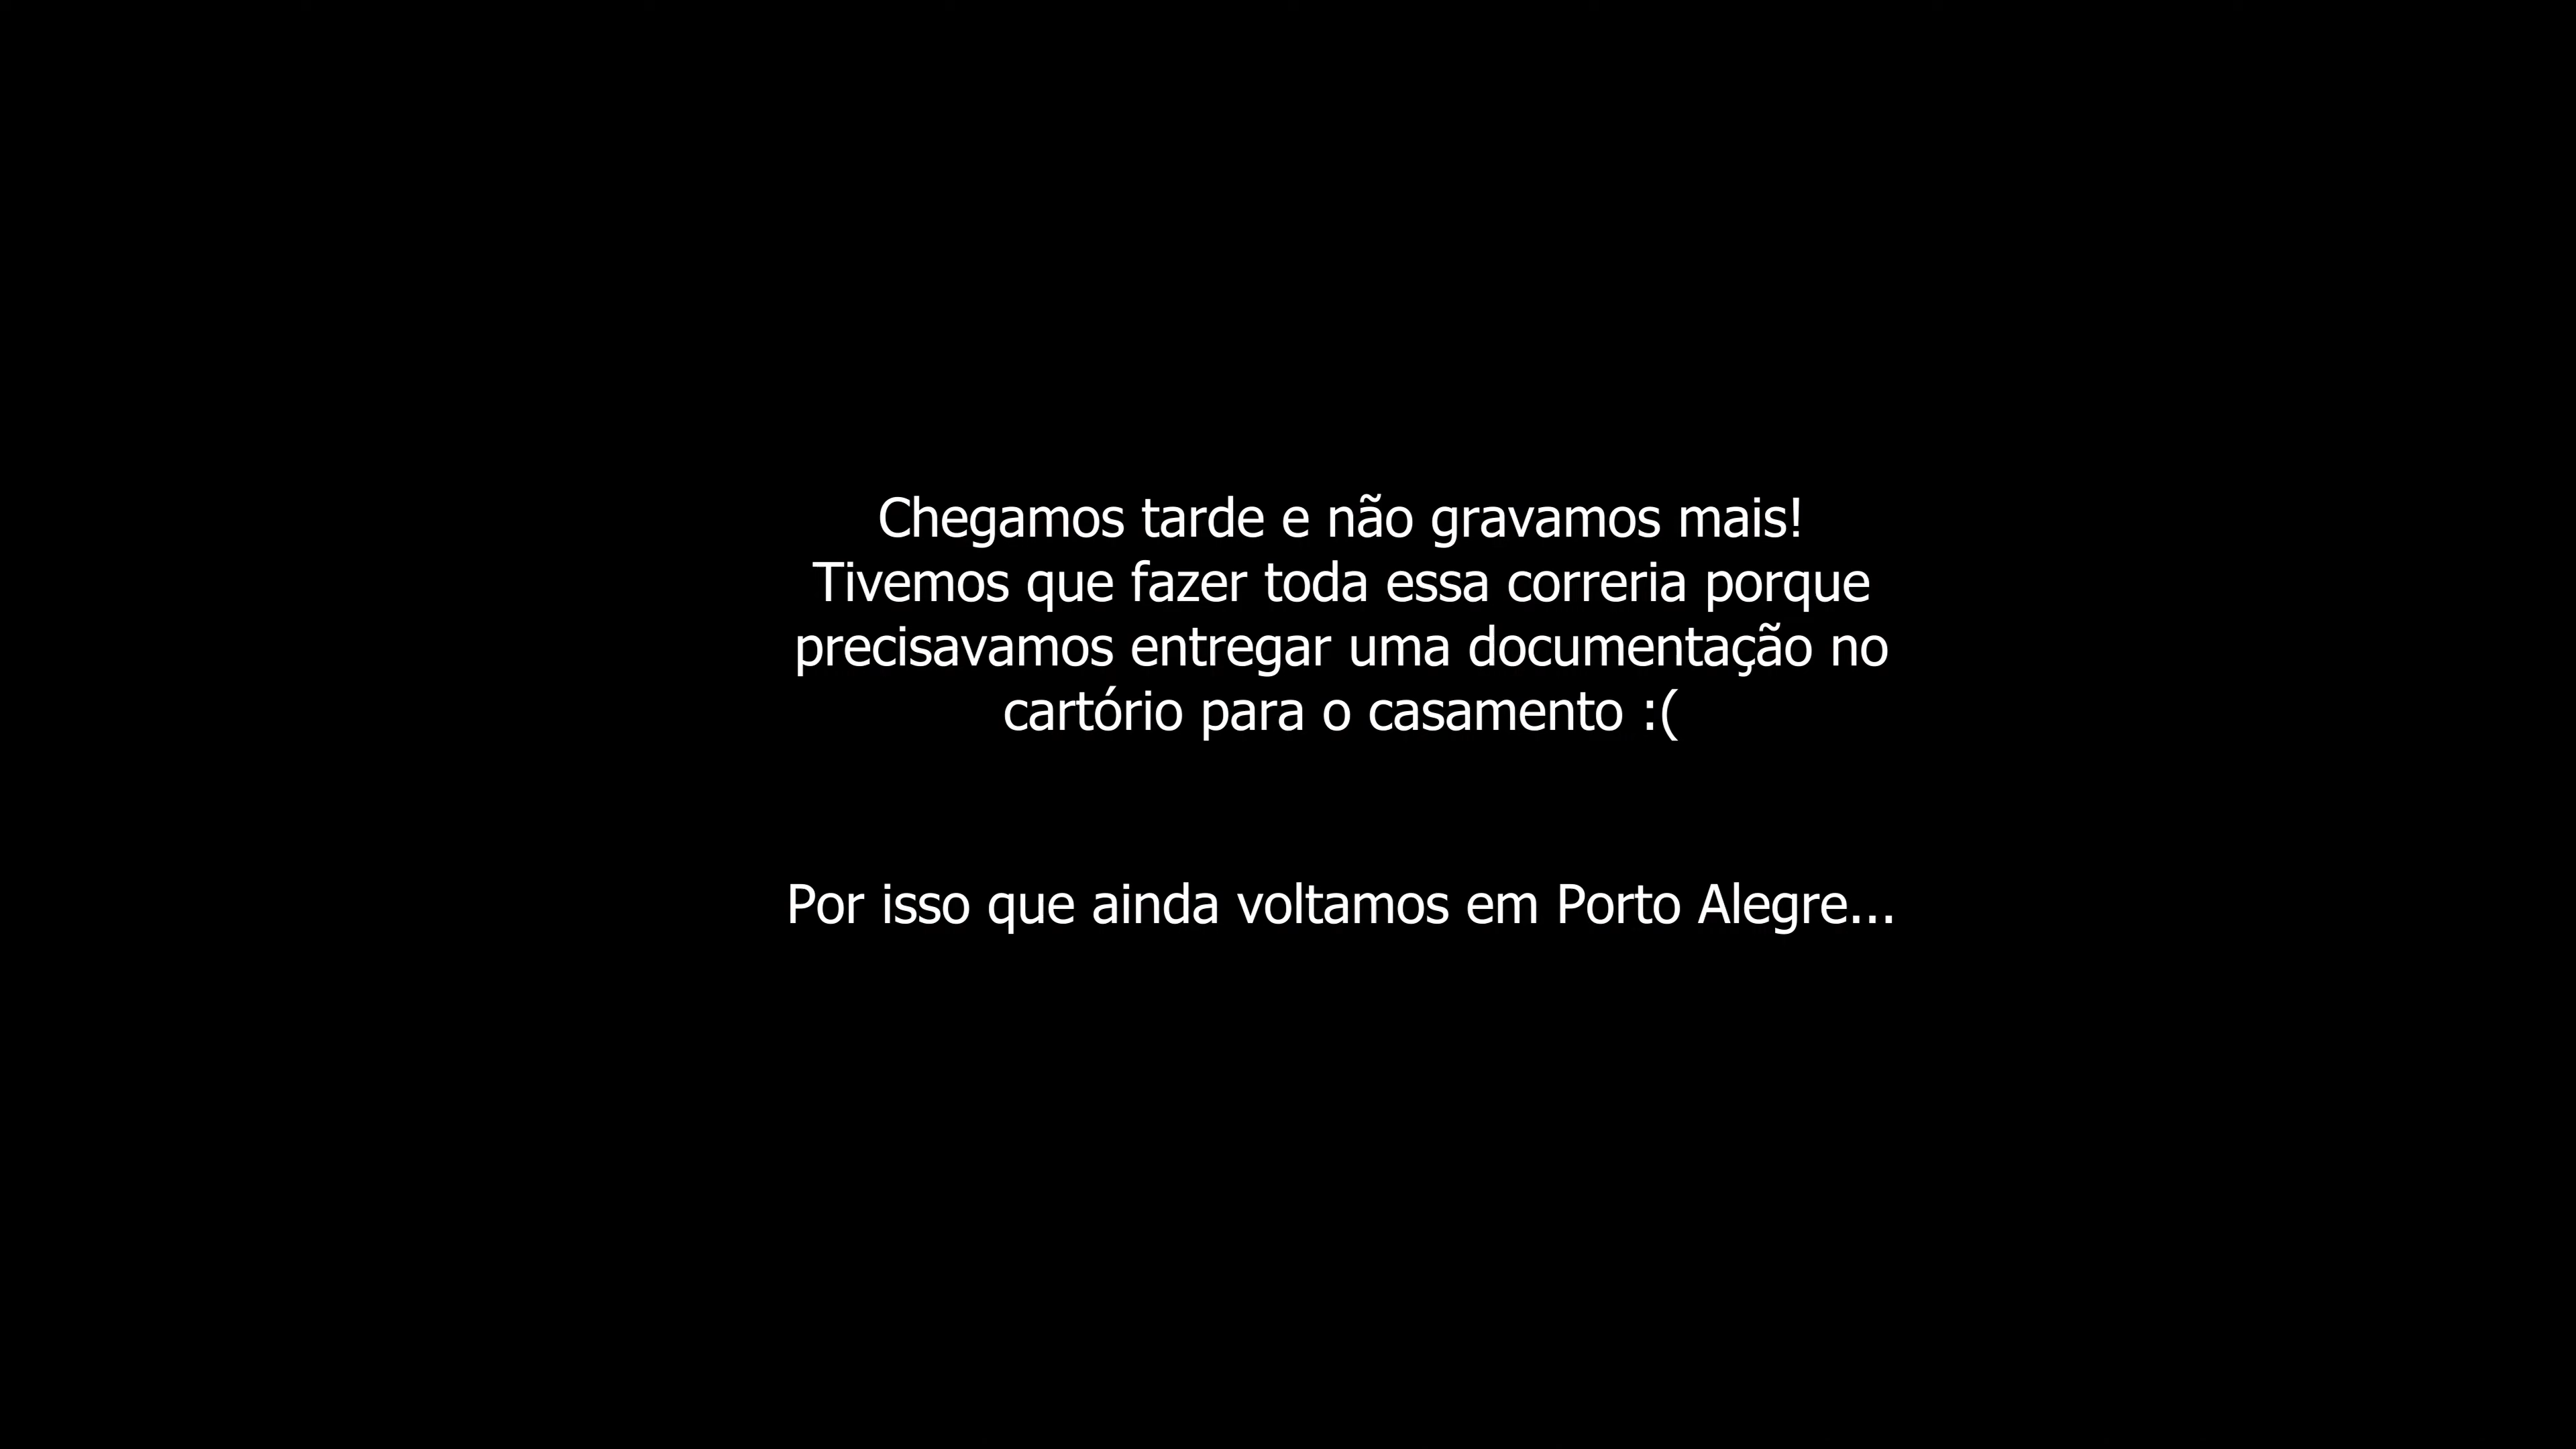 Chegamos tarde e não gravamos mais!
Tivemos que fazer toda essa correria porque
precisavamos entregar uma documentação no
cartório para o casamento :(
Por isso que ainda voltamos em Porto Alegre...